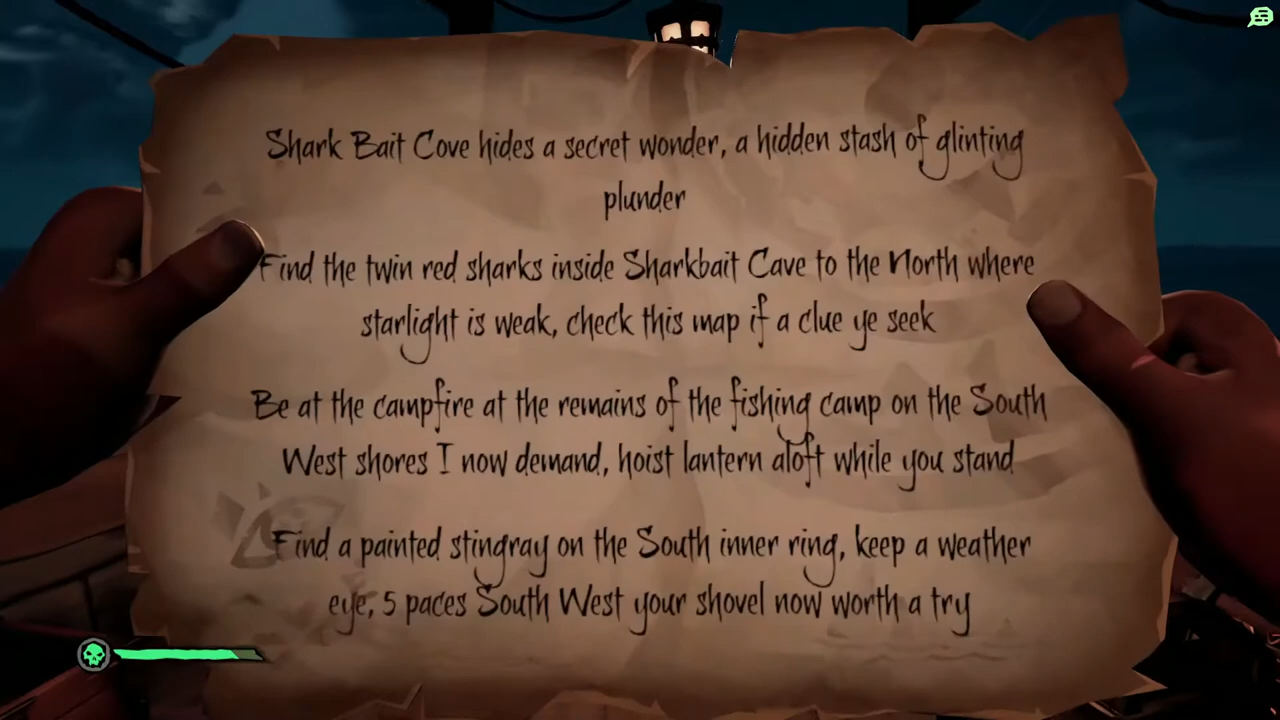 Shark Bait Cove hides a secret wonder, a hidden stash of glinting
plunder
Find the twin red sharks inside Sharkbait Cave to the North where
starlight is weak, check this map if a clue ye seek
Be at the campfire at the remains of the fishing camp on the South
West shores I now demand, hoist lantern aloft while you stand
Find a painted stingray on the South inner ring, keep a weather
eye, 5 paces South West your shovel now worth a try